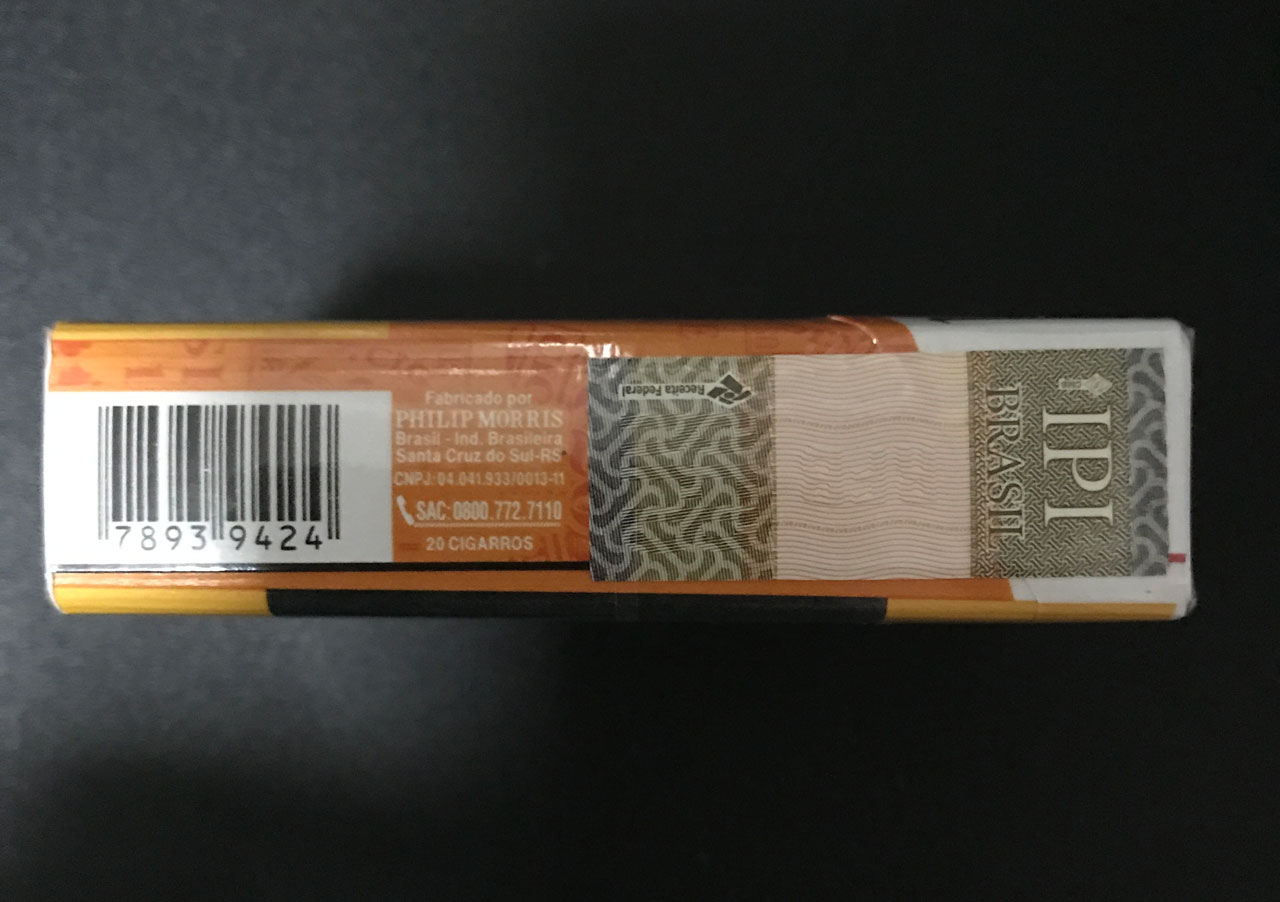 Fabricado por
PHILIP MORRIS
Brasil - Ind. Brasileira
Santa Cruz do Sul-RS
CNPJ: 04.041.933/0013-11
SAC: 0800.772.7110
20 CIGARROS
7893 9424
Receita Federal
IPI
BRASIL